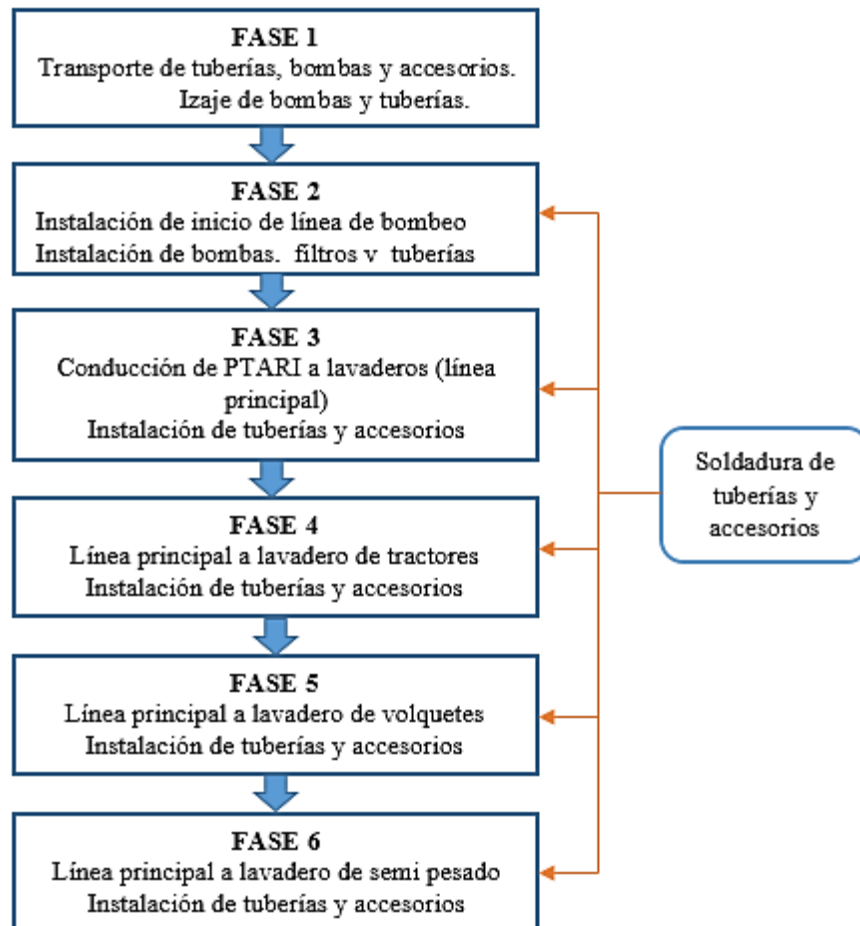 FASE 1
Transporte de tuberías, bombas y accesorios.
Izaje de bombas y tuberías.
FASE 2
Instalación de inicio de línea de bombeo
Instalación de bombas. filtros v tuberías
FASE 3
Conducción de PTARI a lavaderos (línea
principal)
Instalación de tuberías y accesorios
FASE 4
Línea principal a lavadero de tractores
Instalación de tuberías y accesorios
FASE 5
Línea principal a lavadero de volquetes
Instalación de tuberías y accesorios
FASE 6
Línea principal a lavadero de semi pesado
Instalación de tuberías y accesorios
Soldadura de
tuberías y
accesorios